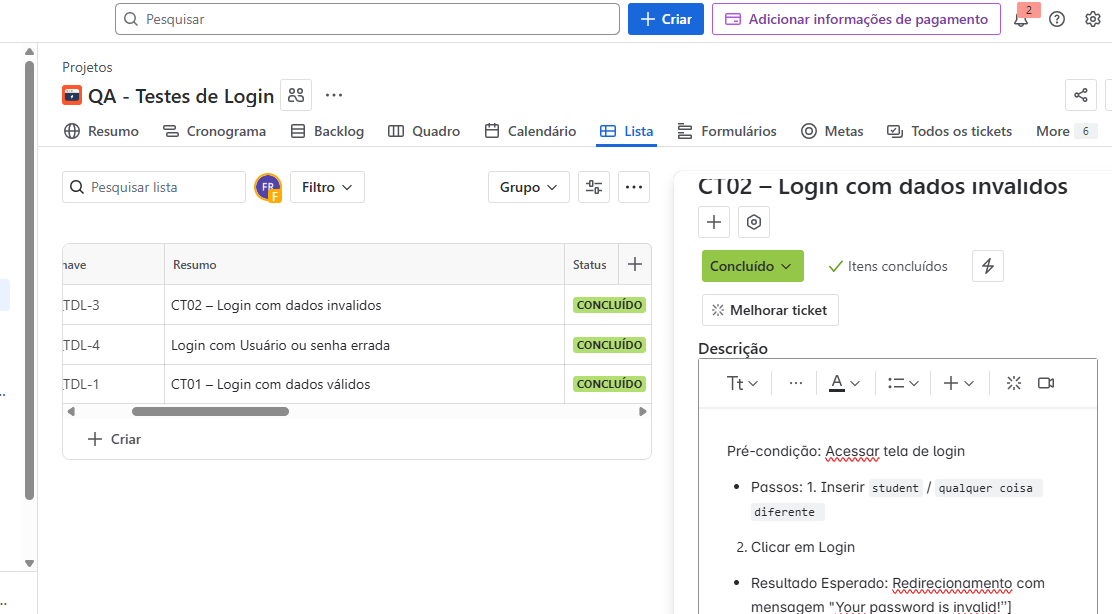 Pesquisar
Criar
Adicionar informações de pagamento
2
Projetos
QA - Testes de Login
Resumo
Cronograma
Backlog
Quadro
Calendário
Lista
Formulários
Metas
Todos os tickets
More 6
Pesquisar lista
FR
F
Filtro
Grupo
Resumo
Status
TDL-3
CT02 – Login com dados invalidos
CONCLUÍDO
TDL-4
Login com Usuário ou senha errada
CONCLUÍDO
TDL-1
CT01 – Login com dados válidos
CONCLUÍDO
Criar
CT02 – Login com dados invalidos
Concluído
Itens concluídos
Melhorar ticket
Descrição
Tt
A
Pré-condição: Acessar tela de login
• Passos: 1. Inserir student / qualquer coisa
diferente
2. Clicar em Login
• Resultado Esperado: Redirecionamento com
mensagem "Your password is invalid!”]